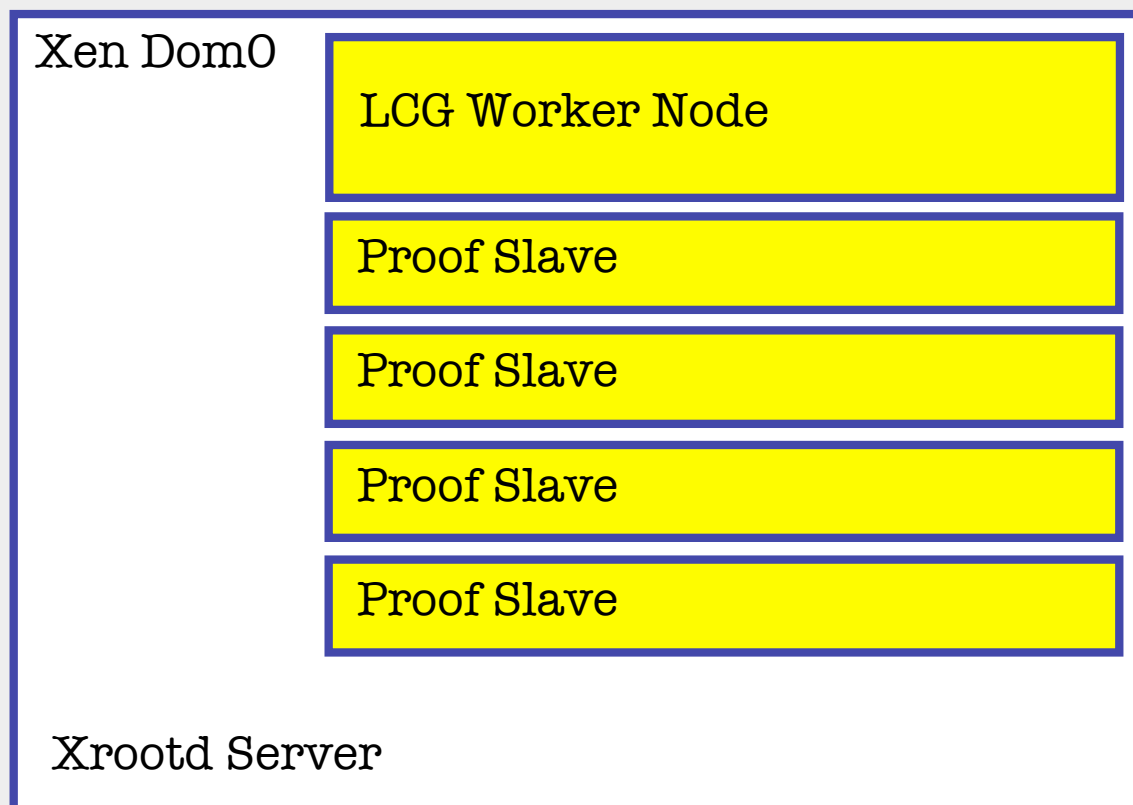 Xen Dom0
LCG Worker Node
Proof Slave
Proof Slave
Proof Slave
Proof Slave
Xrootd Server